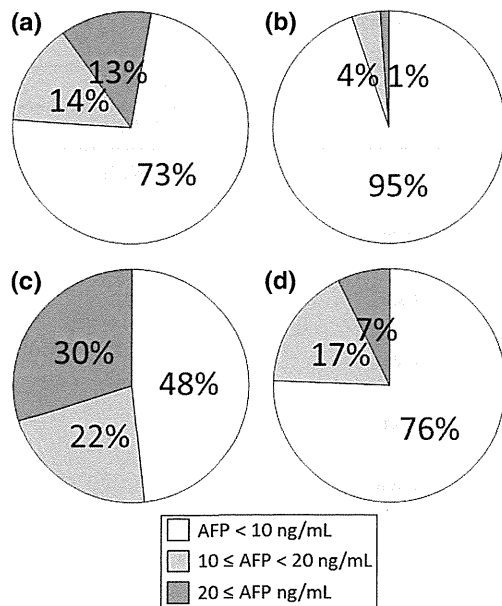 (a)
13%
14%
73%
(b)
4%
1%
95%
(c)
30%
48%
22%
(d)
7%
17%
76%
AFP < 10 ng/mL
10 ≤ AFP < 20 ng/mL
20 ≤ AFP ng/mL